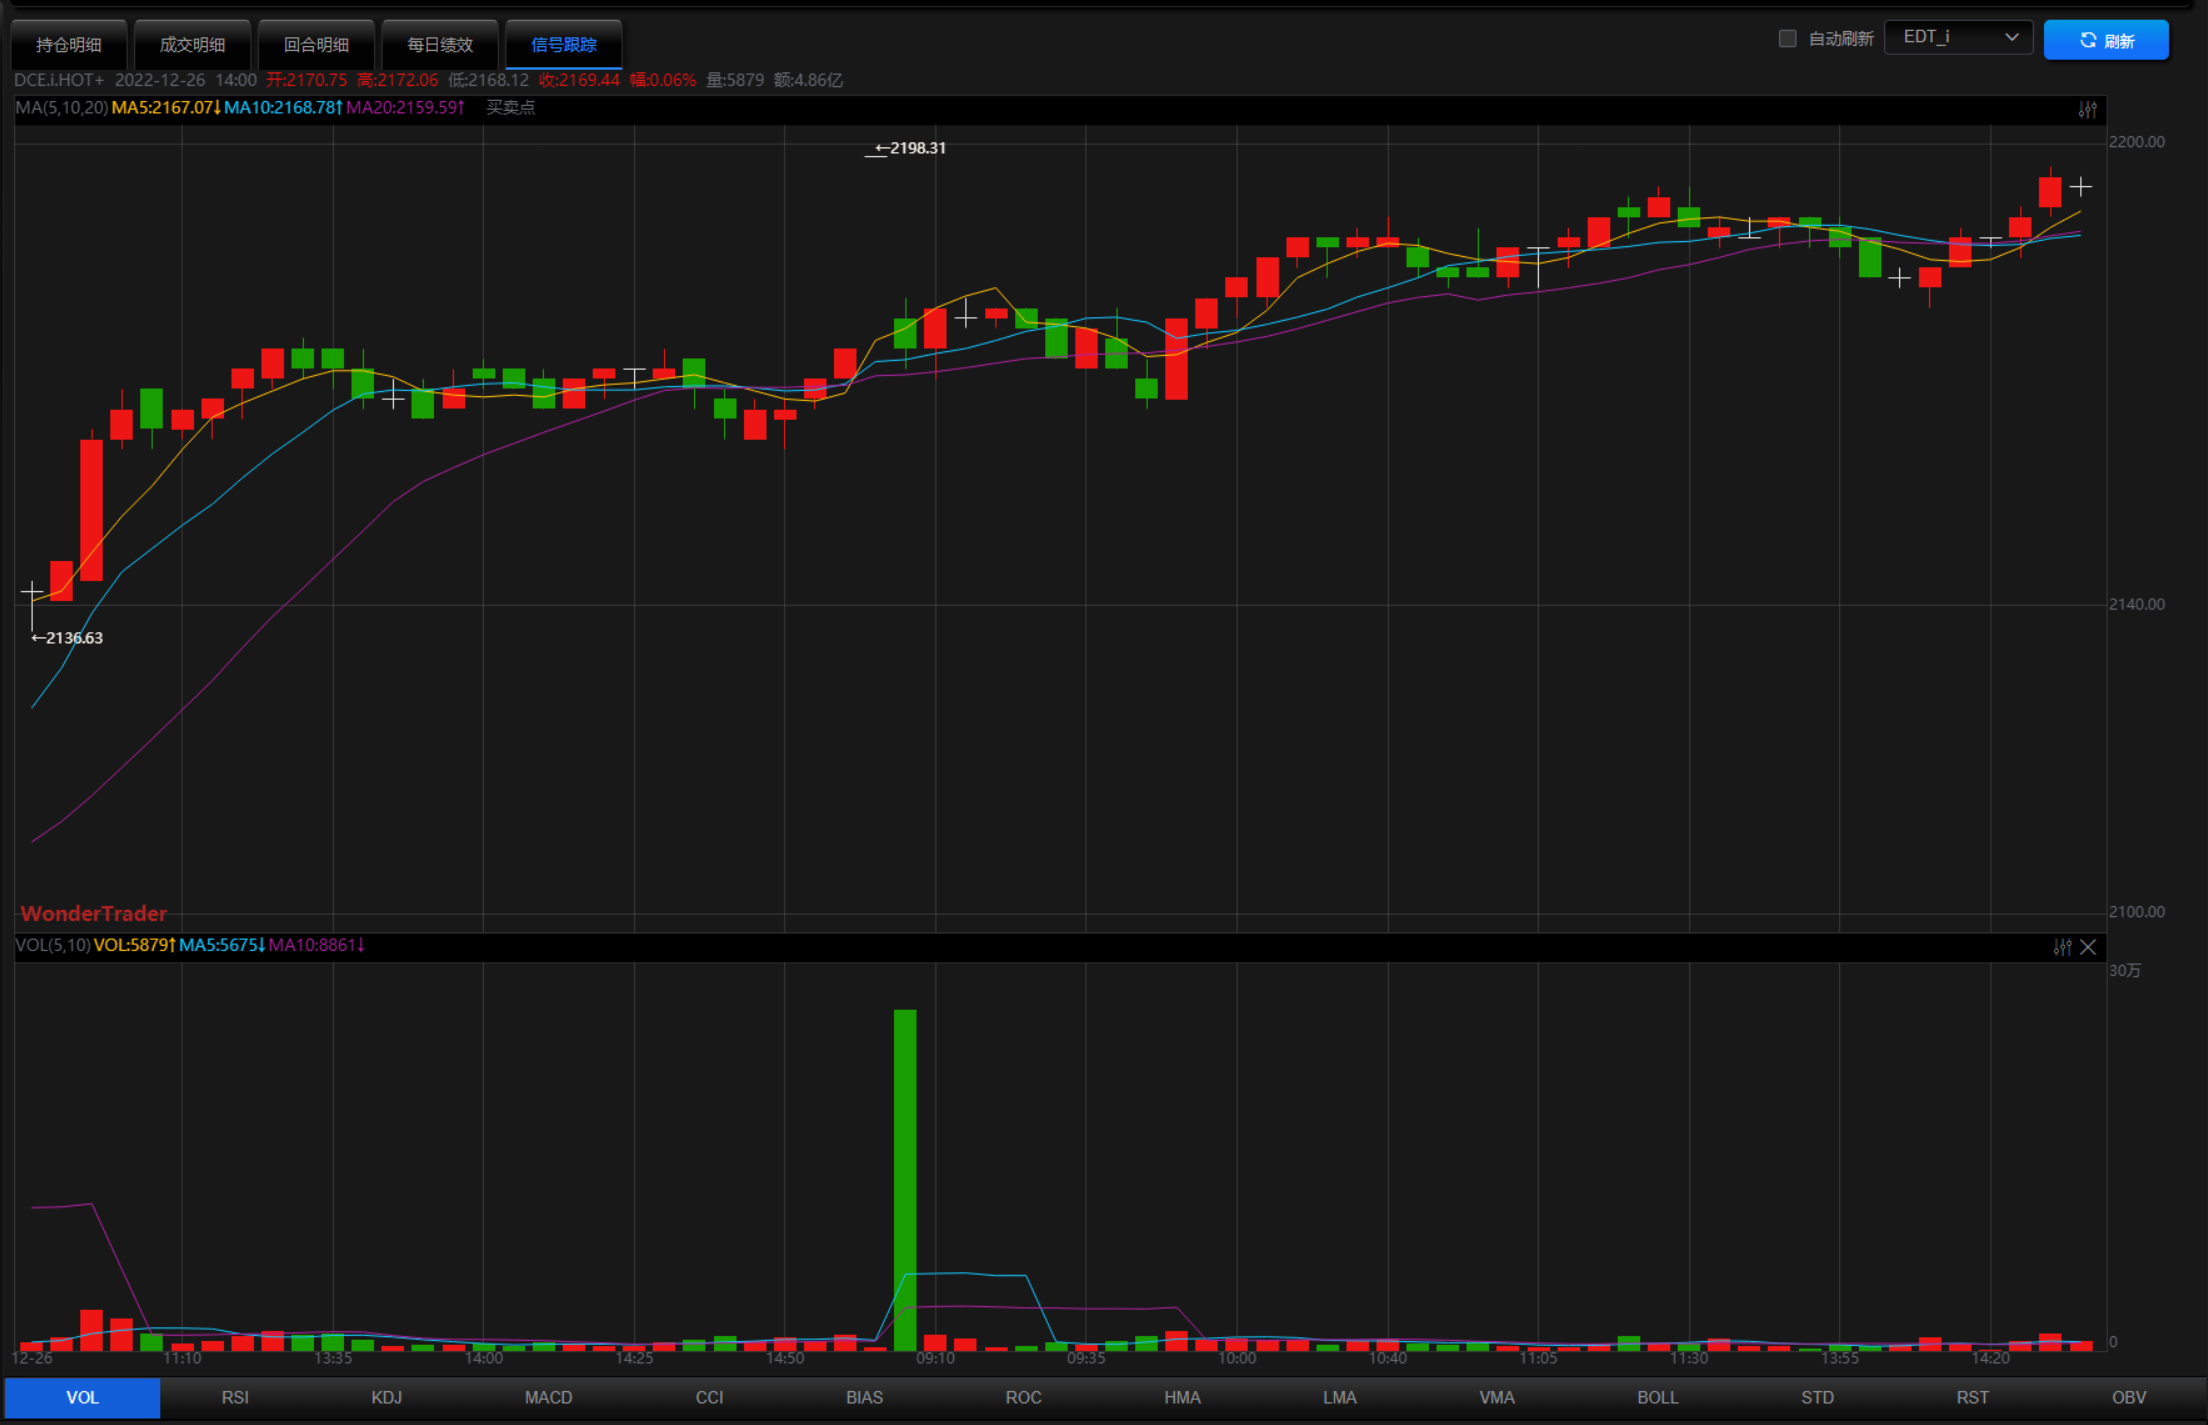 持仓明细 成交明细 回合明细 每日绩效 信号跟踪 自动刷新 EDT_i 刷新
DCE.i.HOT+ 2022-12-26 14:00 开:2170.75 高:2172.06 低:2168.12 收:2169.44 幅:0.06% 量:5879 额:4.86亿
MA(5,10,20) MA5:2167.07↓ MA10:2168.78↑ MA20:2159.59↑ 买卖点
2200.00
←2198.31
2140.00
←2136.63
2100.00
WonderTrader
VOL(5,10) VOL:5879↑ MA5:5675↓ MA10:8861↓
30万
0
12-26 11:10 13:35 14:00 14:25 14:50 09:10 09:35 10:00 10:40 11:05 11:30 13:55 14:20
VOL RSI KDJ MACD CCI BIAS ROC HMA LMA VMA BOLL STD RST OBV